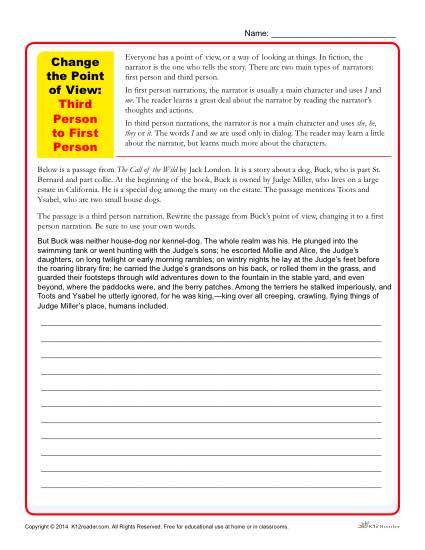 Name: ____________________________
Change
the Point
of View:
Third
Person
to First
Person
Everyone has a point of view, or a way of looking at things. In fiction, the
narrator is the one who tells the story. There are two main types of narrators:
first person and third person.
In first person narrations, the narrator is usually a main character and uses I and
me. The reader learns a great deal about the narrator by reading the narrator's
thoughts and actions.
In third person narrations, the narrator is not a main character and uses she, he,
they or it. The words I and me are used only in dialog. The reader may learn a little
about the narrator, but learns much more about the characters.
Below is a passage from The Call of the Wild by Jack London. It is a story about a dog, Buck, who is part St.
Bernard and part collie. At the beginning of the book, Buck is owned by Judge Miller, who lives on a large
estate in California. He is a special dog among the many on the estate. The passage mentions Toots and
Ysabel, who are two small house dogs.
The passage is a third person narration. Rewrite the passage from Buck's point of view, changing it to a first
person narration. Be sure to use your own words.
But Buck was neither house-dog nor kennel-dog. The whole realm was his. He plunged into the
swimming tank or went hunting with the Judge's sons; he escorted Mollie and Alice, the Judge's
daughters, on long twilight or early morning rambles; on wintry nights he lay at the Judge's feet before
the roaring library fire; he carried the Judge's grandsons on his back, or rolled them in the grass, and
guarded their footsteps through wild adventures down to the fountain in the stable yard, and even
beyond, where the paddocks were, and the berry patches. Among the terriers he stalked imperiously, and
Toots and Ysabel he utterly ignored, for he was king,—king over all creeping, crawling, flying things of
Judge Miller's place, humans included.
Copyright © 2014 K12reader.com. All Rights Reserved. Free for educational use at home or in classrooms.
K12Reader